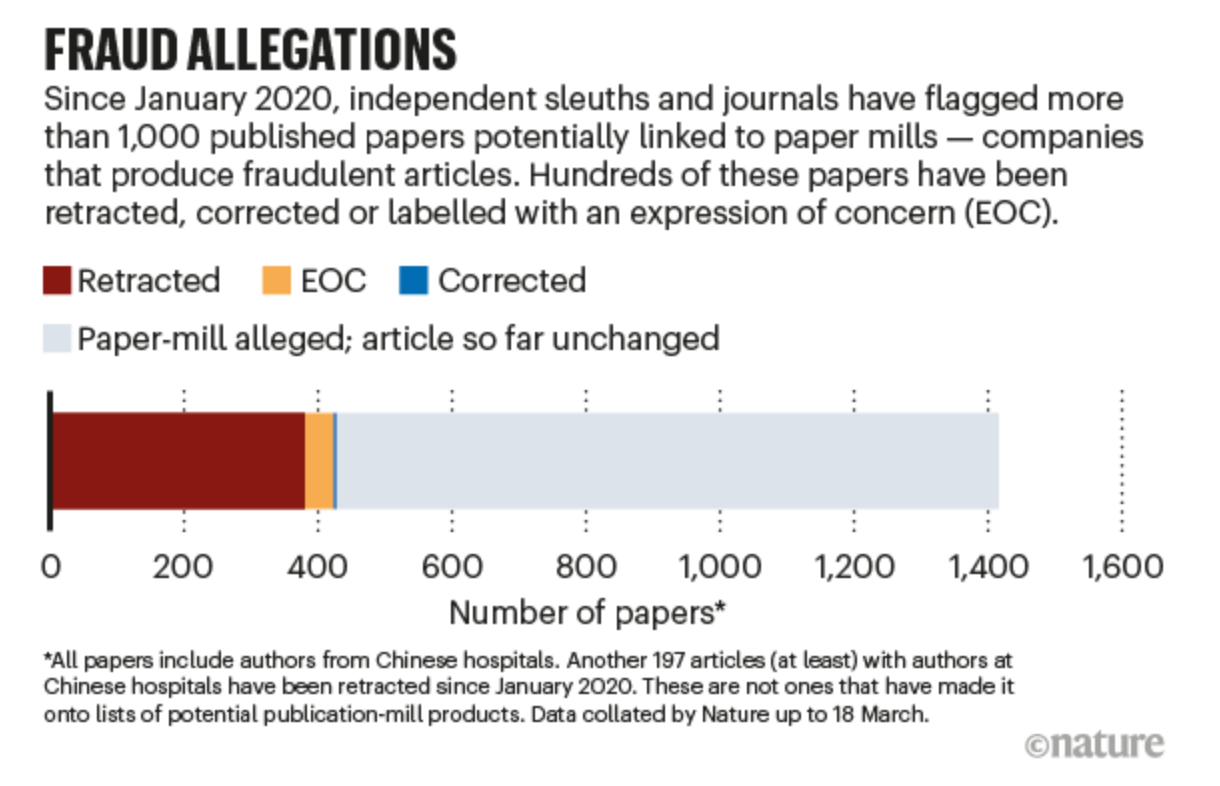 FRAUD ALLEGATIONS
Since January 2020, independent sleuths and journals have flagged more
than 1,000 published papers potentially linked to paper mills — companies
that produce fraudulent articles. Hundreds of these papers have been
retracted, corrected or labelled with an expression of concern (EOC).
Retracted EOC Corrected
Paper-mill alleged; article so far unchanged
0 200 400 600 800 1,000 1,200 1,400 1,600
Number of papers*
*All papers include authors from Chinese hospitals. Another 197 articles (at least) with authors at
Chinese hospitals have been retracted since January 2020. These are not ones that have made it
onto lists of potential publication-mill products. Data collated by Nature up to 18 March.
©nature